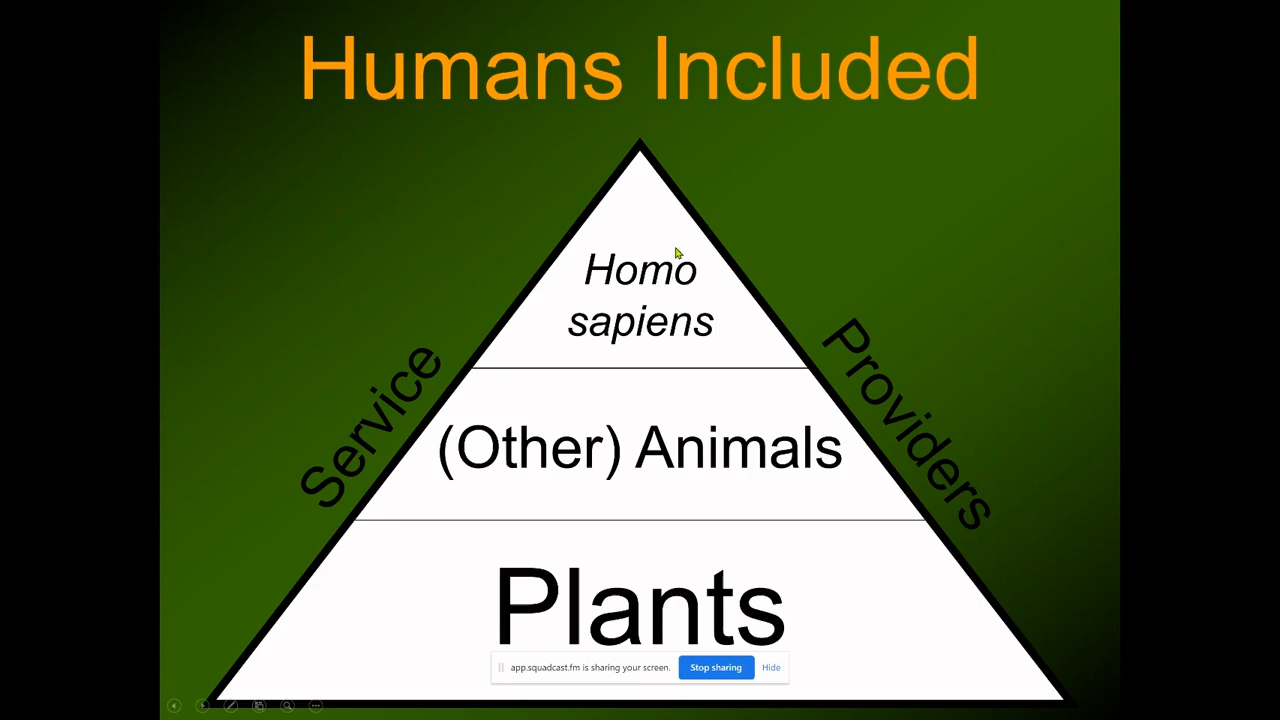 Humans Included
Homo
sapiens
Service
Providers
(Other) Animals
Plants
app.squadcast.fm is sharing your screen.
Stop sharing
Hide